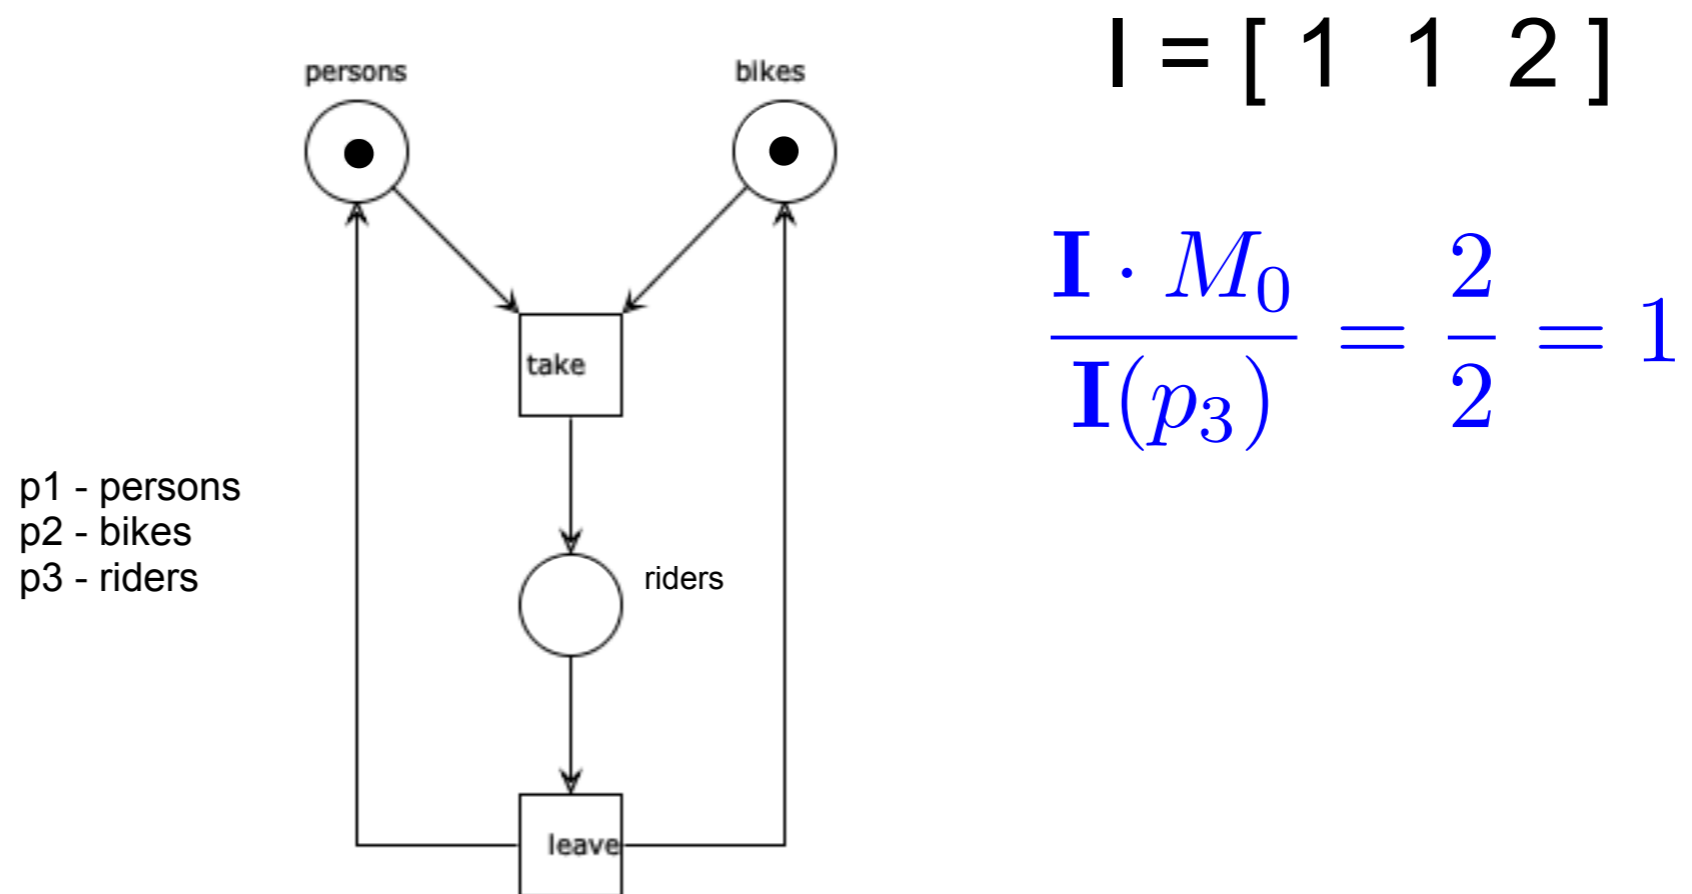 persons
bikes
I = [ 1 1 2 ]
I · M₀ / I(p₃) = 2/2 = 1
take
p1 - persons
p2 - bikes
p3 - riders
riders
leave